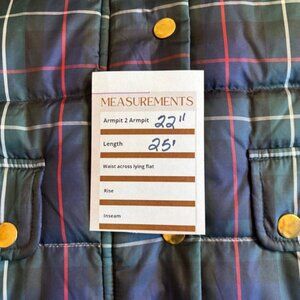 MEASUREMENTS
Armpit 2 Armpit 22"
Length 25'
Waist across lying flat
Rise
Inseam